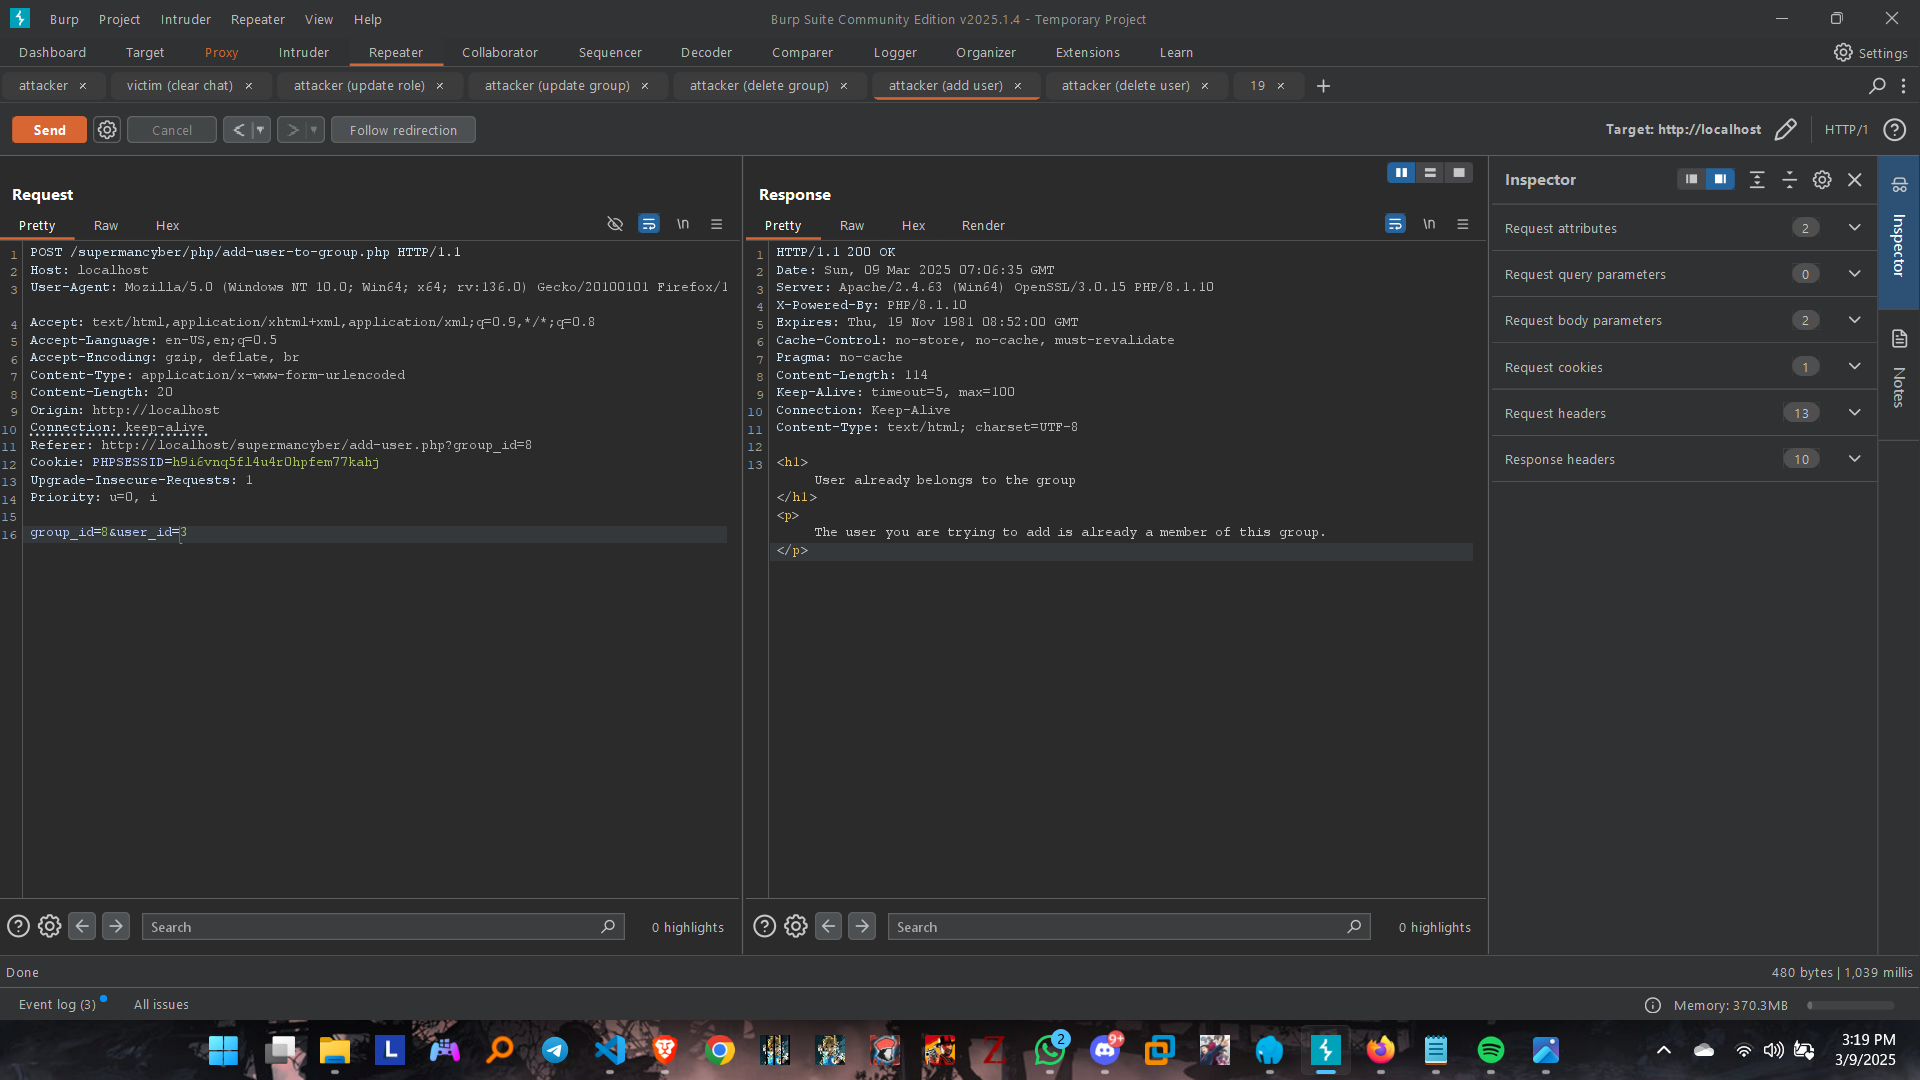 Burp Project Intruder Repeater View Help
Burp Suite Community Edition v2025.1.4 - Temporary Project
Dashboard Target Proxy Intruder Repeater Collaborator Sequencer Decoder Comparer Logger Organizer Extensions Learn
Settings
attacker × victim (clear chat) × attacker (update role) × attacker (update group) × attacker (delete group) × attacker (add user) × attacker (delete user) × 19 × +
Send Cancel < > Follow redirection
Target: http://localhost HTTP/1 ?
Request
Pretty Raw Hex \n
1 POST /supermancyber/php/add-user-to-group.php HTTP/1.1
2 Host: localhost
3 User-Agent: Mozilla/5.0 (Windows NT 10.0; Win64; x64; rv:136.0) Gecko/20100101 Firefox/1
4 Accept: text/html,application/xhtml+xml,application/xml;q=0.9,*/*;q=0.8
5 Accept-Language: en-US,en;q=0.5
6 Accept-Encoding: gzip, deflate, br
7 Content-Type: application/x-www-form-urlencoded
8 Content-Length: 20
9 Origin: http://localhost
10 Connection: keep-alive
11 Referer: http://localhost/supermancyber/add-user.php?group_id=8
12 Cookie: PHPSESSID=h9i6vnq5fl4u4r0hpfem77kahj
13 Upgrade-Insecure-Requests: 1
14 Priority: u=0, i
15
16 group_id=8&user_id=3
Search 0 highlights
Response
Pretty Raw Hex Render \n
1 HTTP/1.1 200 OK
2 Date: Sun, 09 Mar 2025 07:06:35 GMT
3 Server: Apache/2.4.63 (Win64) OpenSSL/3.0.15 PHP/8.1.10
4 X-Powered-By: PHP/8.1.10
5 Expires: Thu, 19 Nov 1981 08:52:00 GMT
6 Cache-Control: no-store, no-cache, must-revalidate
7 Pragma: no-cache
8 Content-Length: 114
9 Keep-Alive: timeout=5, max=100
10 Connection: Keep-Alive
11 Content-Type: text/html; charset=UTF-8
12
13 <h1>
User already belongs to the group
</h1>
<p>
The user you are trying to add is already a member of this group.
</p>
Search 0 highlights
Inspector
Request attributes 2
Request query parameters 0
Request body parameters 2
Request cookies 1
Request headers 13
Response headers 10
Inspector
Notes
Done
480 bytes | 1,039 millis
Event log (3) All issues
Memory: 370.3MB
L
Z
2
9+
3:19 PM
3/9/2025